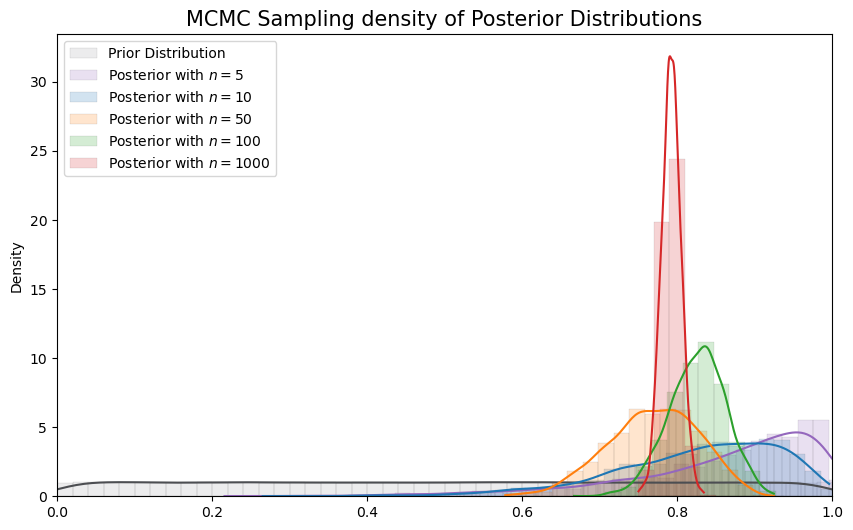 MCMC Sampling density of Posterior Distributions
Prior Distribution
Posterior with n = 5
Posterior with n = 10
Posterior with n = 50
Posterior with n = 100
Posterior with n = 1000
Density
30
25
20
15
10
5
0
0.0 0.2 0.4 0.6 0.8 1.0